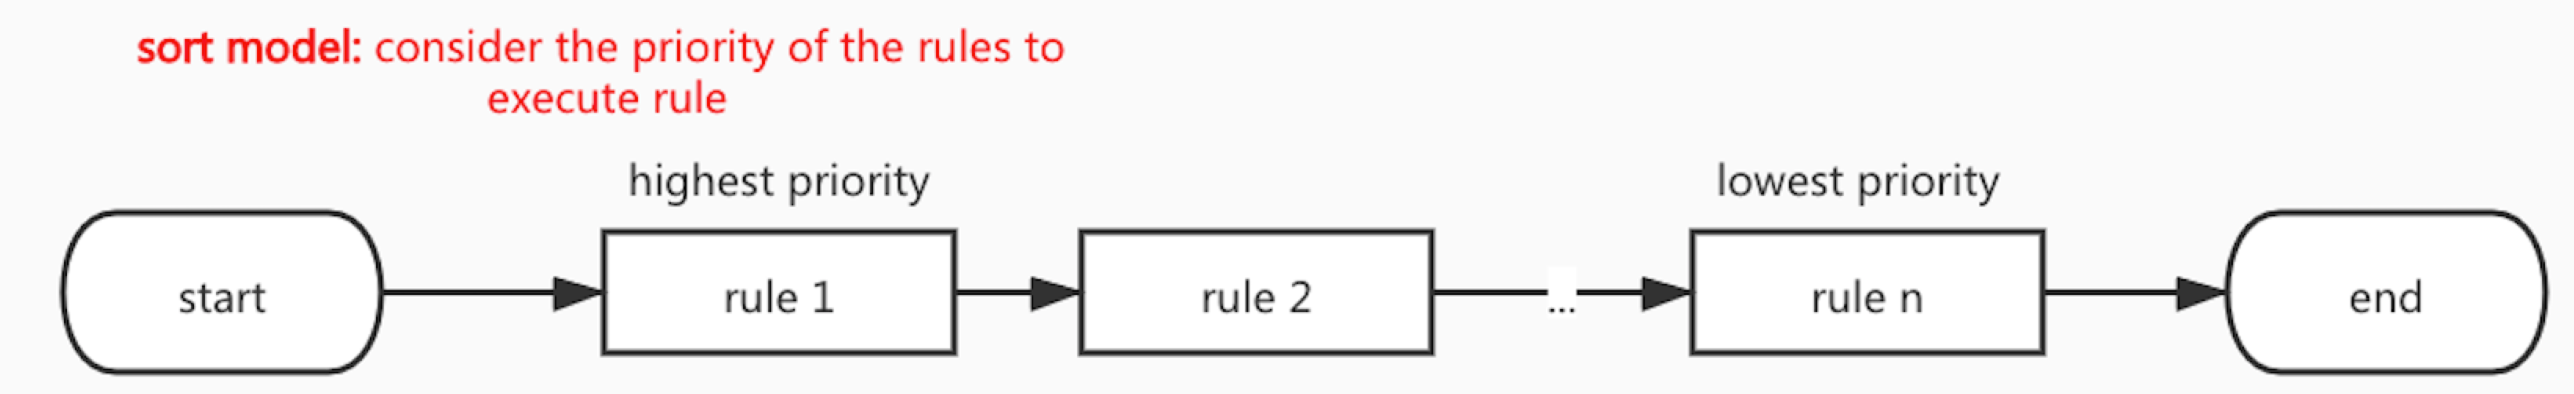 sort model: consider the priority of the rules to
execute rule
highest priority
lowest priority
start
rule 1
rule 2
...
rule n
end